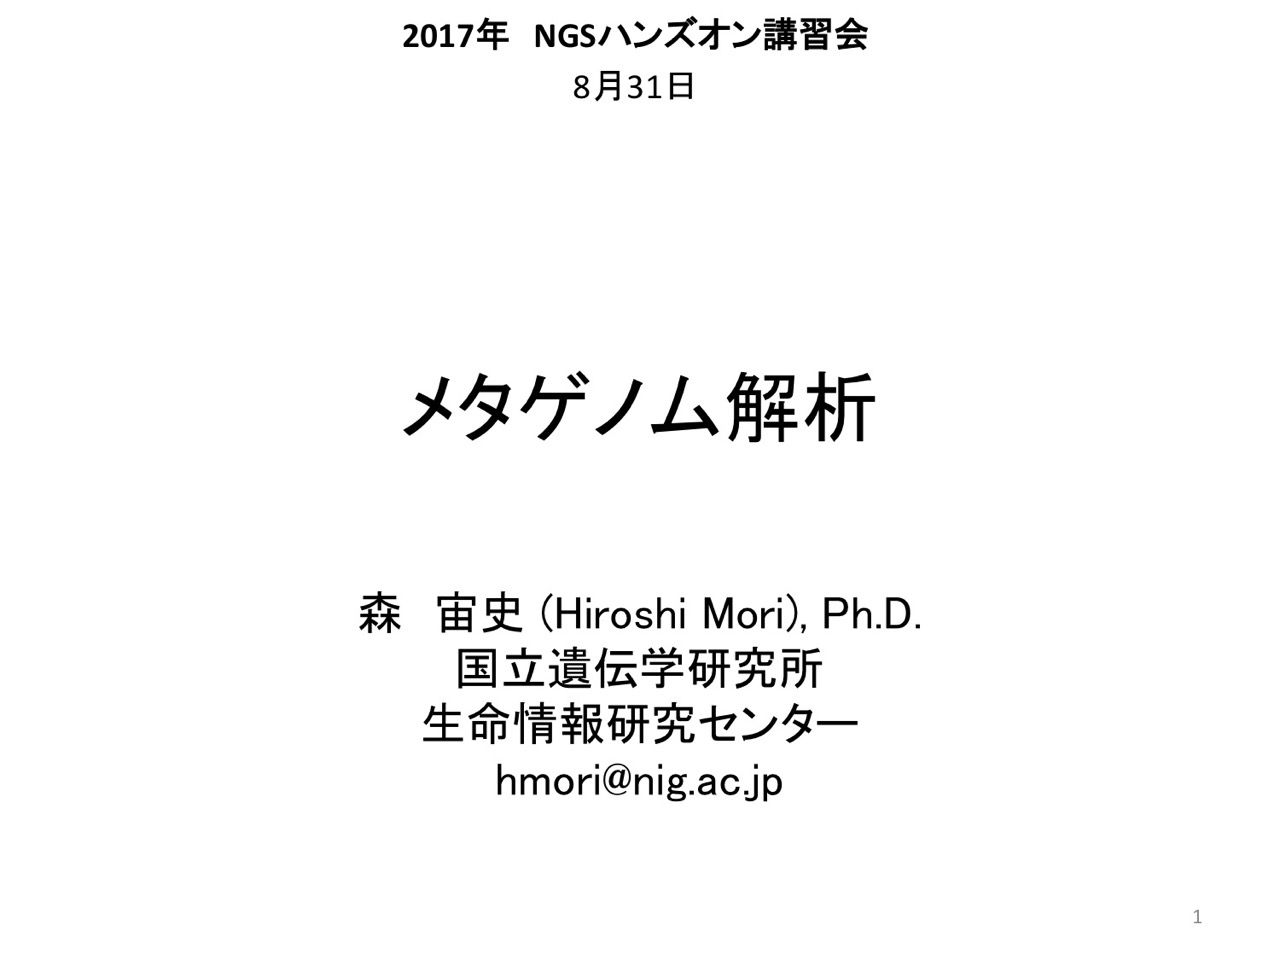 2017年　NGSハンズオン講習会
8月31日
メタゲノム解析
森　宙史 (Hiroshi Mori), Ph.D.
国立遺伝学研究所
生命情報研究センター
hmori@nig.ac.jp
1